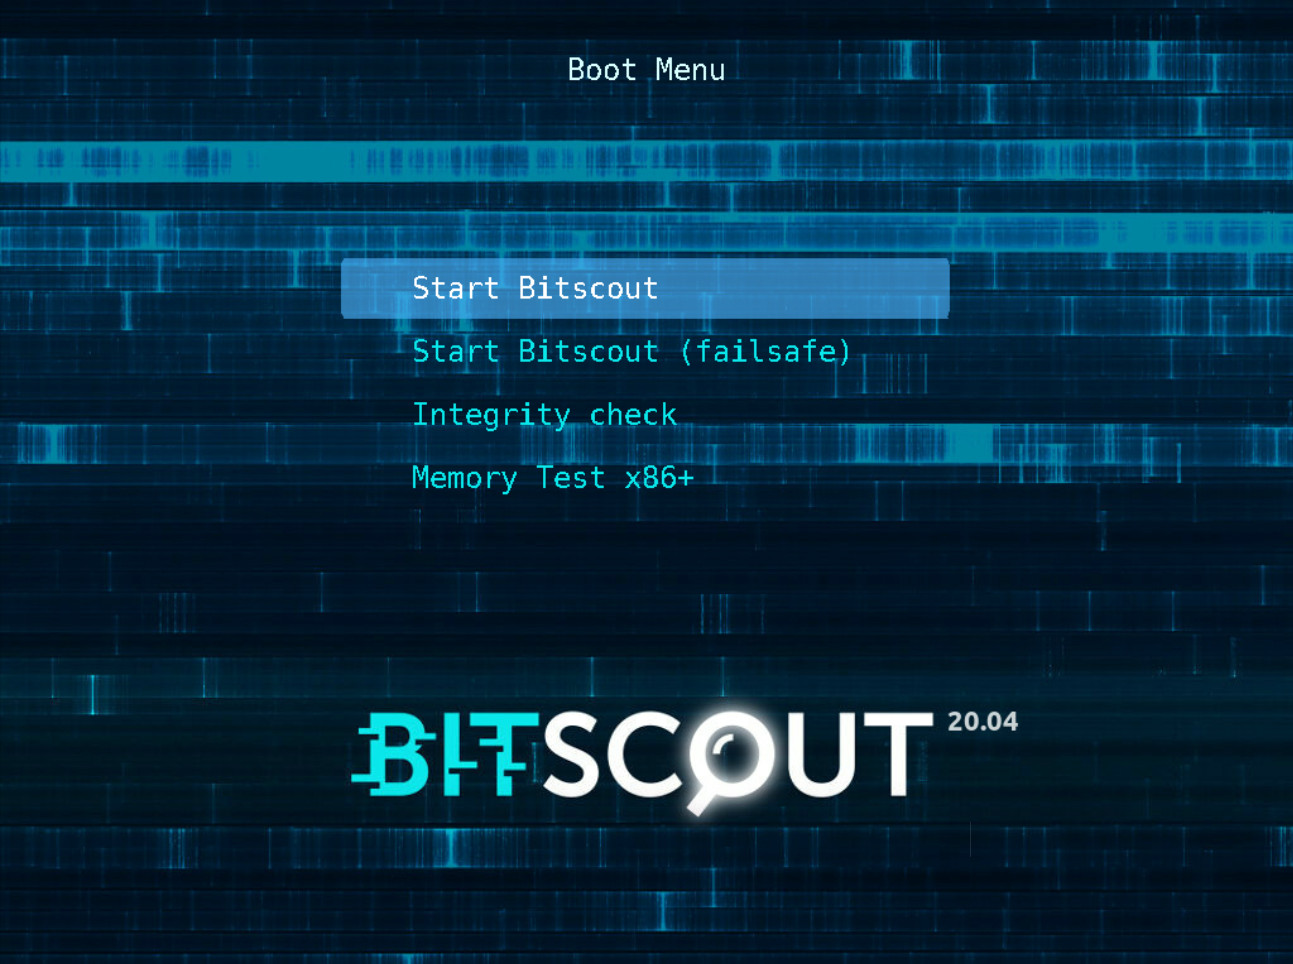 Boot Menu
Start Bitscout
Start Bitscout (failsafe)
Integrity check
Memory Test x86+
BITSCOUT 20.04